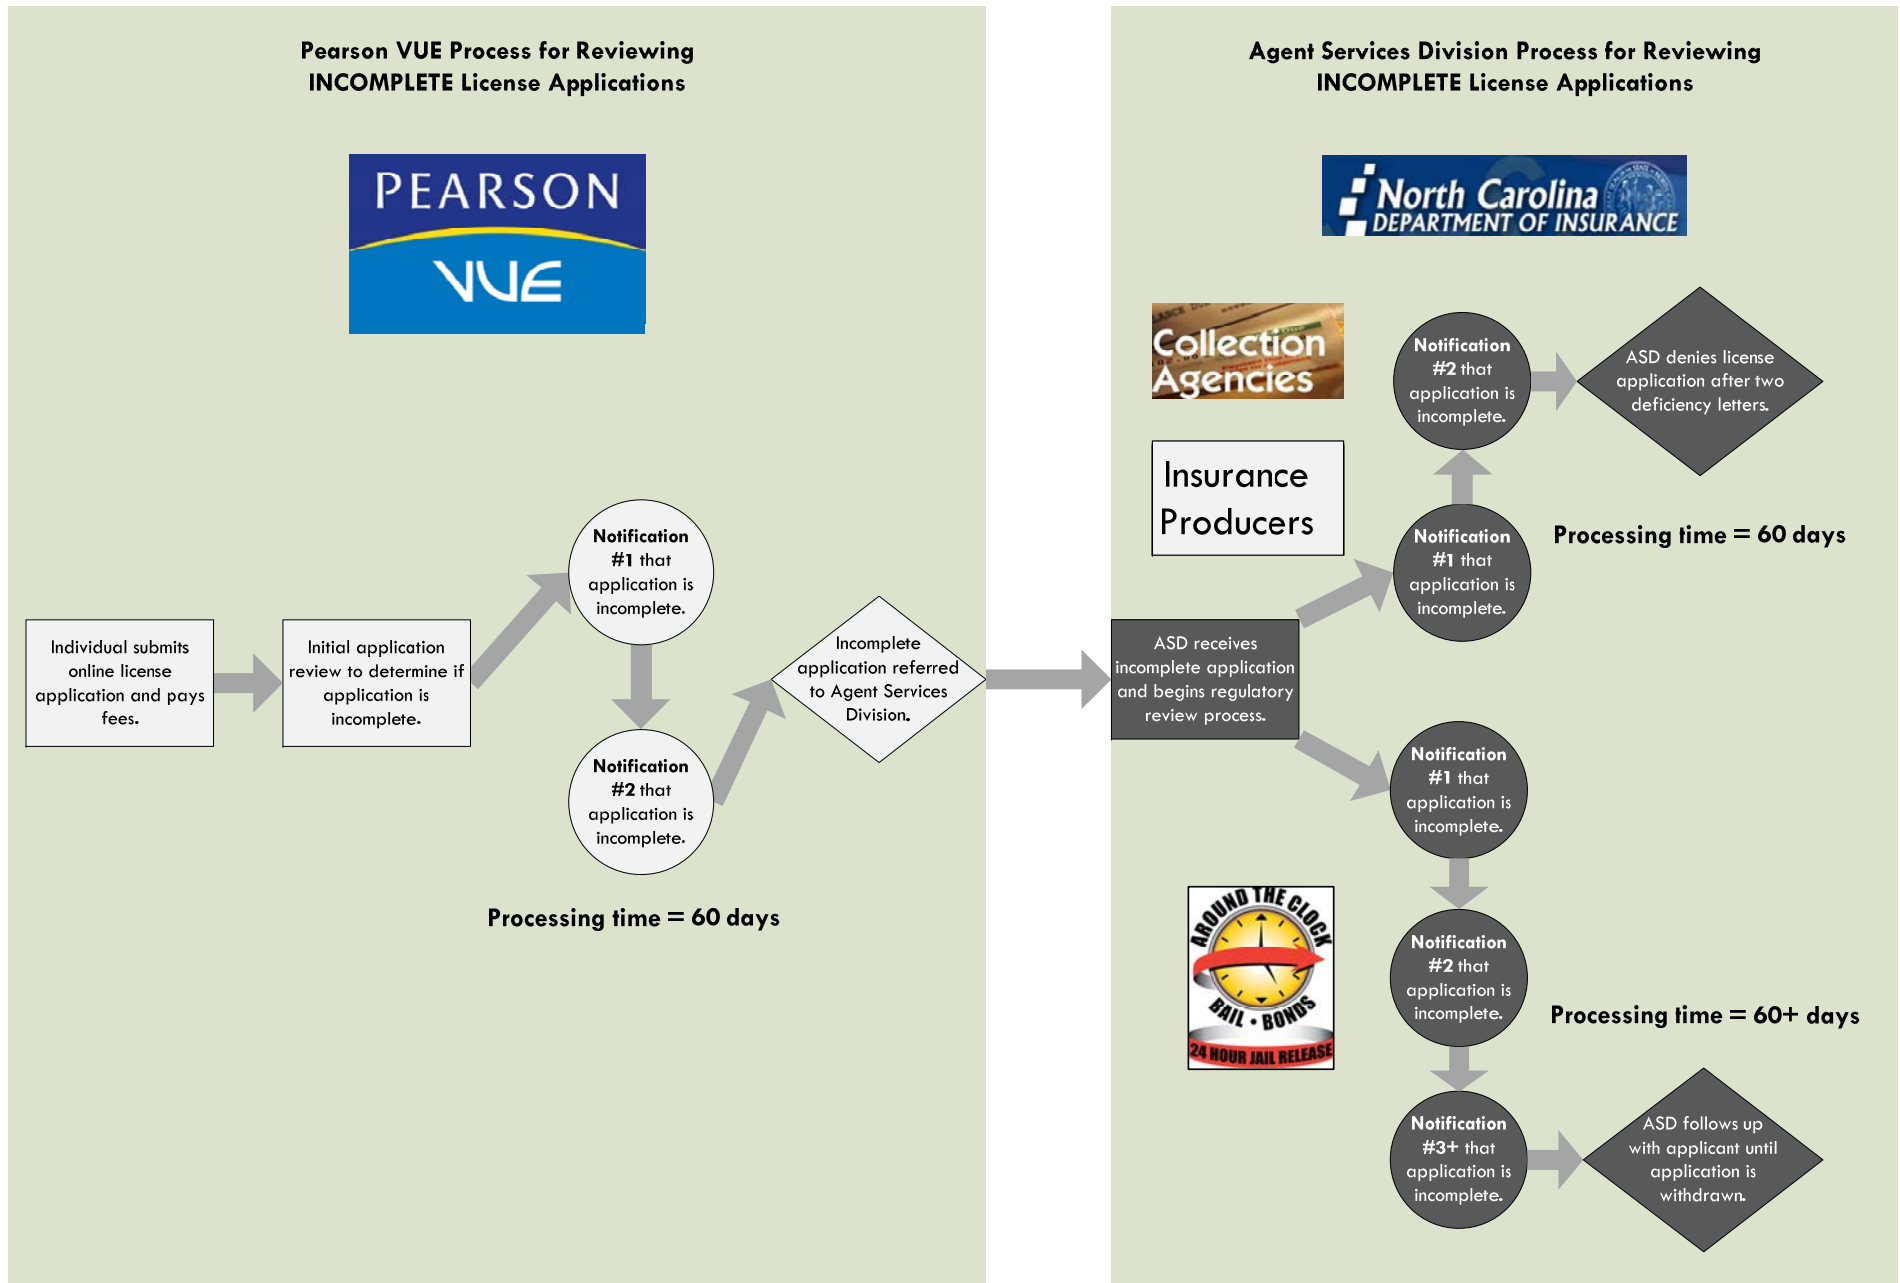 Pearson VUE Process for Reviewing
INCOMPLETE License Applications
PEARSON
VUE
Individual submits
online license
application and pays
fees.
Initial application
review to determine if
application is
incomplete.
Notification
#1 that
application is
incomplete.
Notification
#2 that
application is
incomplete.
Processing time = 60 days
Incomplete
application referred
to Agent Services
Division.
Agent Services Division Process for Reviewing
INCOMPLETE License Applications
North Carolina
DEPARTMENT OF INSURANCE
Collection
Agencies
Insurance
Producers
ASD receives
incomplete application
and begins regulatory
review process.
Notification
#1 that
application is
incomplete.
Notification
#2 that
application is
incomplete.
ASD denies license
application after two
deficiency letters.
Processing time = 60 days
AROUND THE CLOCK
BAIL • BONDS
24 HOUR JAIL RELEASE
Notification
#1 that
application is
incomplete.
Notification
#2 that
application is
incomplete.
Processing time = 60+ days
Notification
#3+ that
application is
incomplete.
ASD follows up
with applicant until
application is
withdrawn.